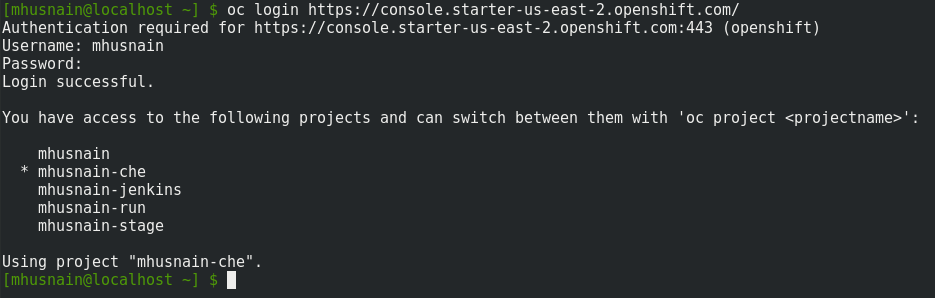 [mhusnain@localhost ~] $ oc login https://console.starter-us-east-2.openshift.com/
Authentication required for https://console.starter-us-east-2.openshift.com:443 (openshift)
Username: mhusnain
Password:
Login successful.

You have access to the following projects and can switch between them with 'oc project <projectname>':

    mhusnain
  * mhusnain-che
    mhusnain-jenkins
    mhusnain-run
    mhusnain-stage

Using project "mhusnain-che".
[mhusnain@localhost ~] $